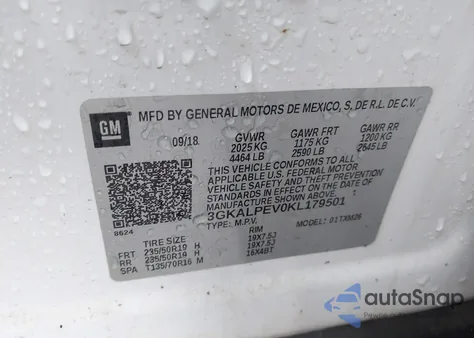 GM
MFD BY GENERAL MOTORS DE MEXICO, S, DE R.L. DE C.V.
09/18 GVWR GAWR FRT GAWR RR
2025 KG 1175 KG 1200 KG
4464 LB 2590 LB 2645 LB
THIS VEHICLE CONFORMS TO ALL
APPLICABLE U.S. FEDERAL MOTOR
VEHICLE SAFETY STANDARDS IN
EFFECT ON THE DATE OF
MANUFACTURE SHOWN ABOVE.
3GKALPEV0KL179501
TYPE: M.P.V. MODEL: 01TXM26
8624
TIRE SIZE RIM
FRT 235/50R19 H 19X7.5J
RR 235/50R19 H 19X7.5J
SPA T135/70R16 M 16X4BT
autoSnap